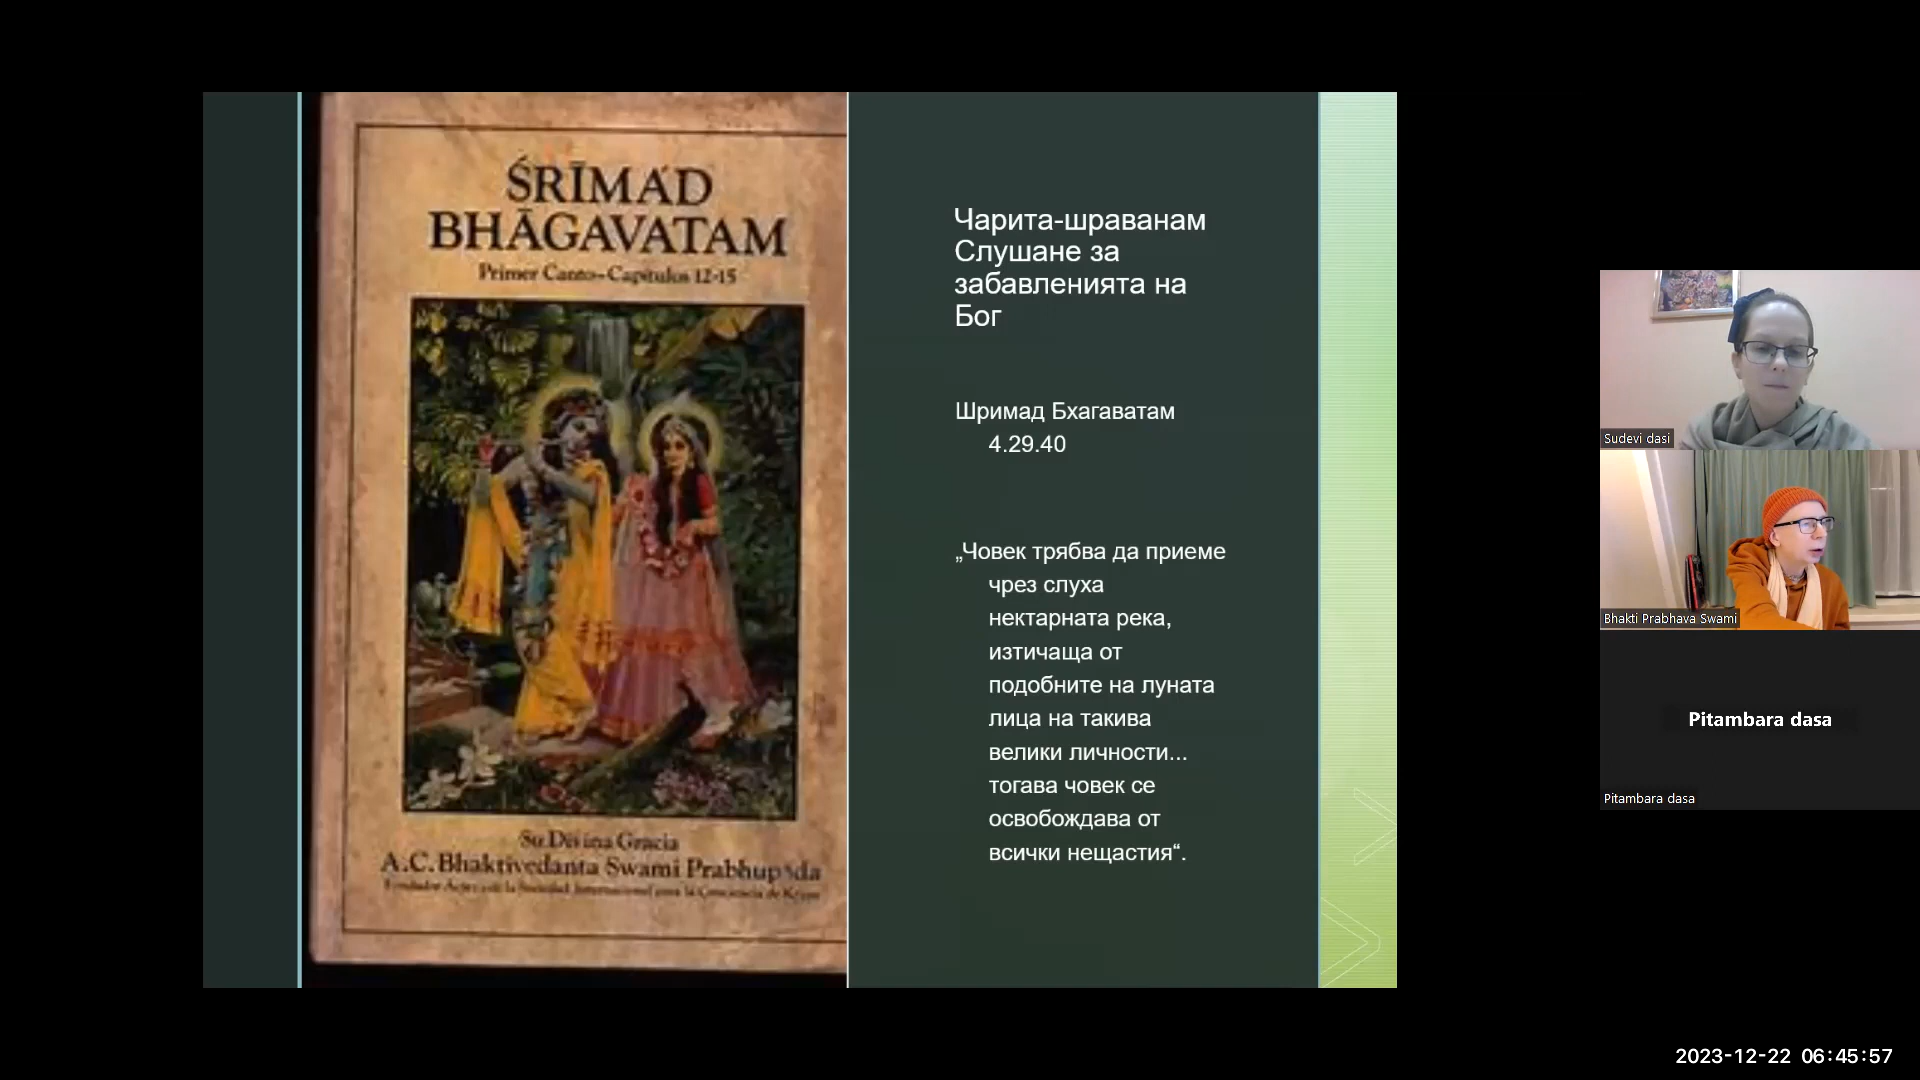 ŚRĪMAD
BHĀGAVATAM
Primer Canto–Capítulos 12-15
Su Divina Gracia
A.C. Bhaktivedanta Swami Prabhupāda
Чарита-шраванам
Слушане за
забавленията на
Бог
Шримад Бхагаватам
4.29.40
„Човек трябва да приеме
чрез слуха
нектарната река,
изтичаща от
подобните на луната
лица на такива
велики личности...
тогава човек се
освобождава от
всички нещастия“.
Sudevi dasi
Bhakti Prabhava Swami
Pitambara dasa
Pitambara dasa
2023-12-22 06:45:57